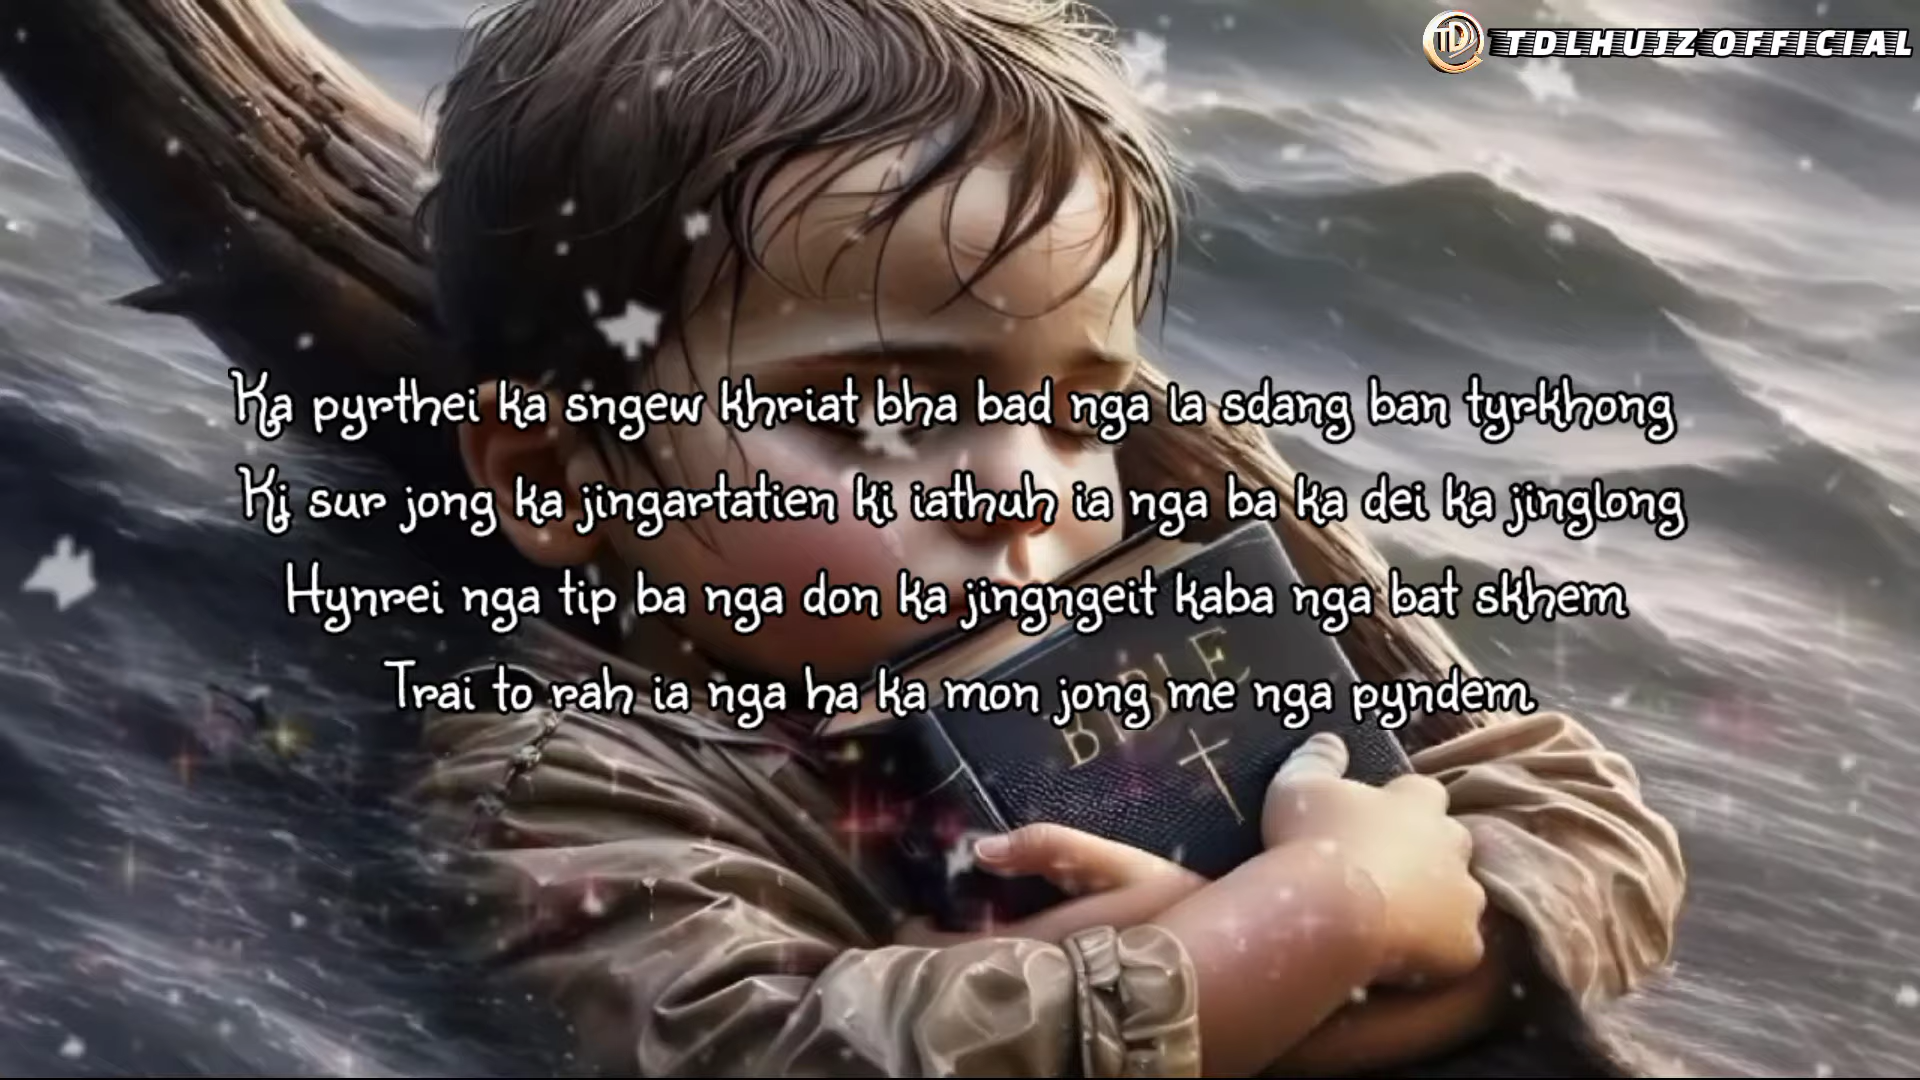 TDLHUJZ OFFICIAL
Ka pyrthei ka sngew khriat bha bad nga la sdang ban tyrkhong
Ki sur jong ka jingartatien ki iathuh ia nga ba ka dei ka jinglong
Hynrei nga tip ba nga don ka jingngeit kaba nga bat skhem
Trai to rah ia nga ha ka mon jong me nga pyndem
BIBLE